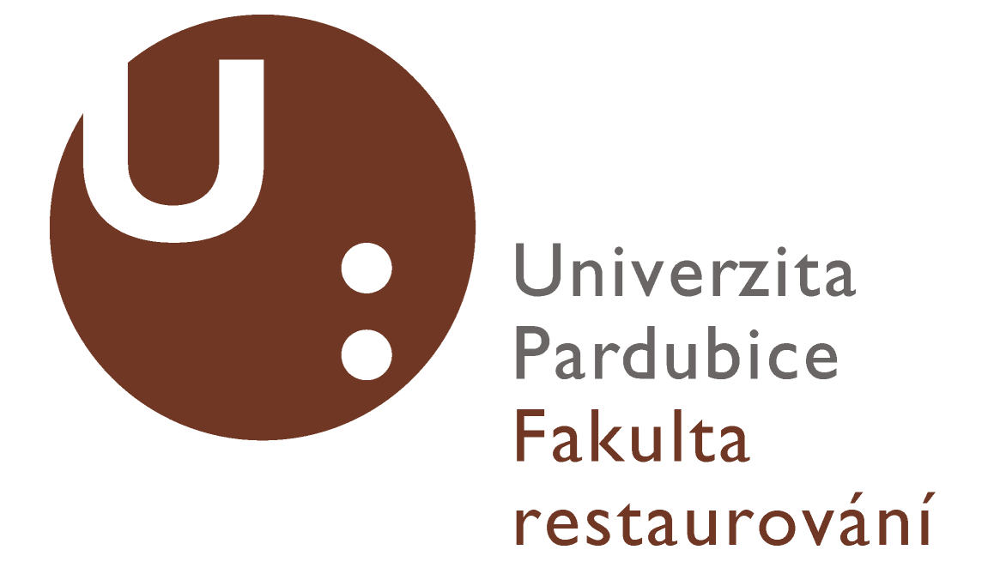 U:
Univerzita
Pardubice
Fakulta
restaurování